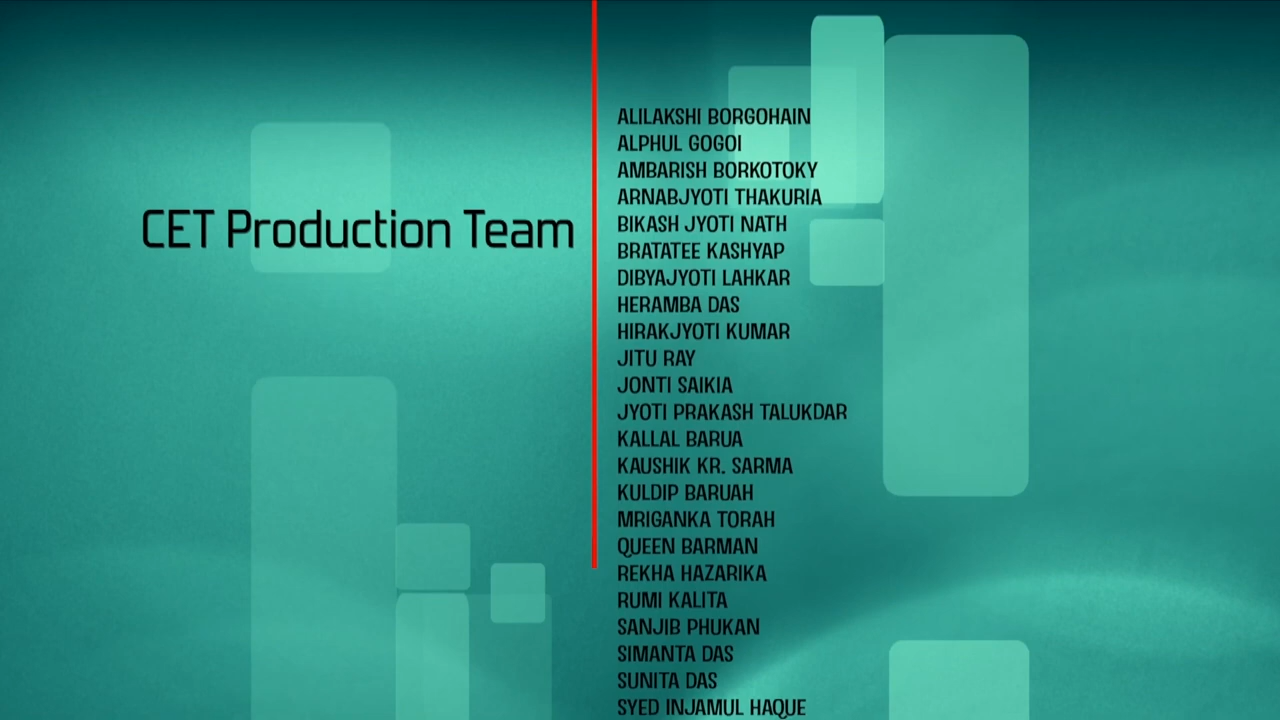 CET Production Team
ALILAKSHI BORGOHAIN
ALPHUL GOGOI
AMBARISH BORKOTOKY
ARNABJYOTI THAKURIA
BIKASH JYOTI NATH
BRATATEE KASHYAP
DIBYAJYOTI LAHKAR
HERAMBA DAS
HIRAKJYOTI KUMAR
JITU RAY
JONTI SAIKIA
JYOTI PRAKASH TALUKDAR
KALLAL BARUA
KAUSHIK KR. SARMA
KULDIP BARUAH
MRIGANKA TORAH
QUEEN BARMAN
REKHA HAZARIKA
RUMI KALITA
SANJIB PHUKAN
SIMANTA DAS
SUNITA DAS
SYED INJAMUL HAQUE